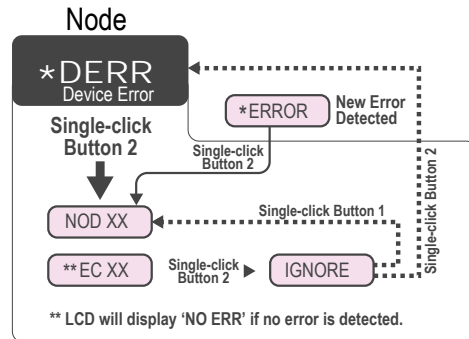 Node
*DERR
Device Error
*ERROR
New Error
Detected
Single-click
Button 2
Single-click
Button 2
NOD XX
Single-click Button 1
Single-click Button 2
**EC XX
Single-click
Button 2
IGNORE
** LCD will display ‘NO ERR’ if no error is detected.